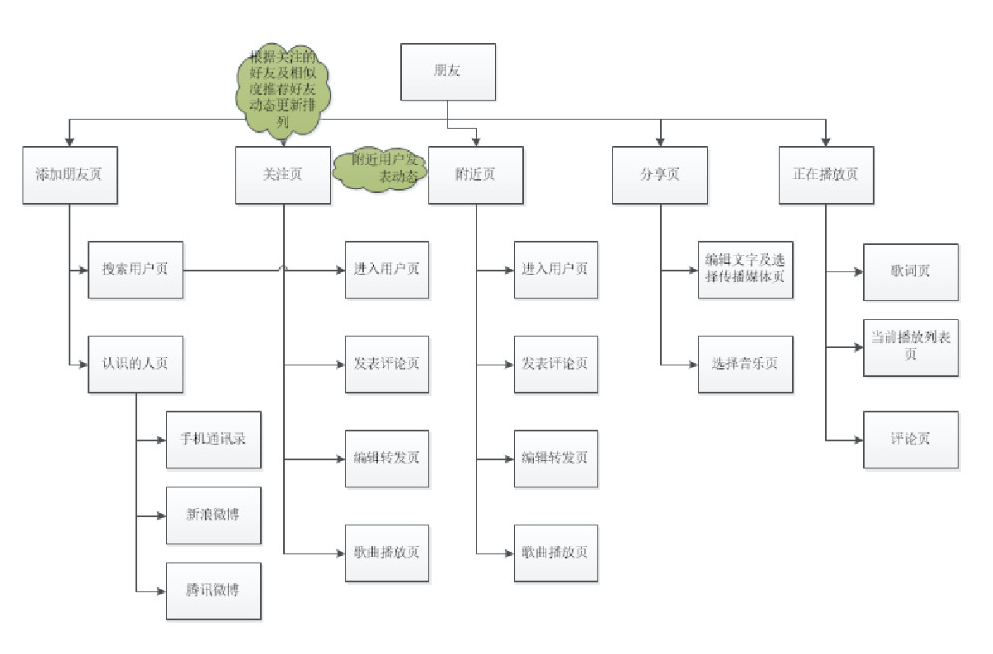 根据关注的
好友及相似
度推荐好友
动态更新排
列
朋友
添加朋友页
关注页
附近用户发
表动态
附近页
分享页
正在播放页
搜索用户页
进入用户页
进入用户页
编辑文字及选
择传播媒体页
歌词页
认识的人页
发表评论页
发表评论页
选择音乐页
当前播放列表
页
手机通讯录
编辑转发页
编辑转发页
评论页
新浪微博
歌曲播放页
歌曲播放页
腾讯微博